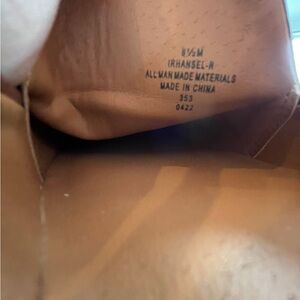 8½M
IRHANSEL-R
ALL MAN MADE MATERIALS
MADE IN CHINA
353
0422